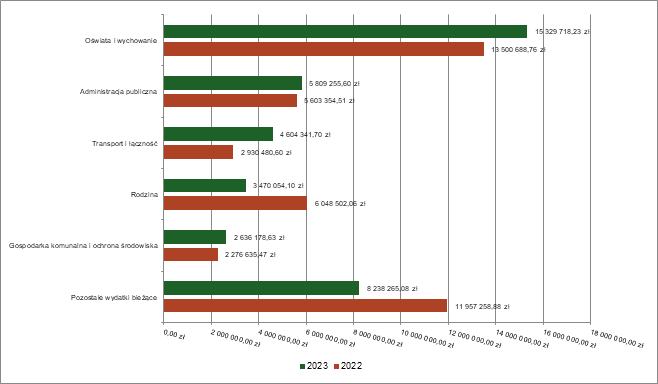 Oświata i wychowanie
15 329 718,23 zł
13 500 688,76 zł
Administracja publiczna
5 809 255,60 zł
5 603 354,51 zł
Transport i łączność
4 604 341,70 zł
2 930 480,60 zł
Rodzina
3 470 054,10 zł
6 048 502,06 zł
Gospodarka komunalna i ochrona środowiska
2 636 178,63 zł
2 276 635,47 zł
Pozostałe wydatki bieżące
8 238 265,08 zł
11 957 258,88 zł
0,00 zł
2 000 000,00 zł
4 000 000,00 zł
6 000 000,00 zł
8 000 000,00 zł
10 000 000,00 zł
12 000 000,00 zł
14 000 000,00 zł
16 000 000,00 zł
18 000 000,00 zł
2023 2022